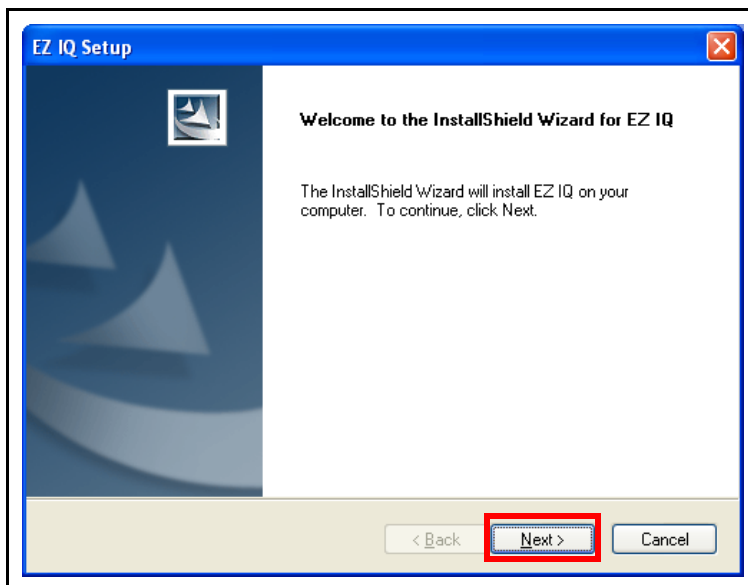 EZ IQ Setup
Welcome to the InstallShield Wizard for EZ IQ
The InstallShield Wizard will install EZ IQ on your
computer.  To continue, click Next.
< Back
Next >
Cancel